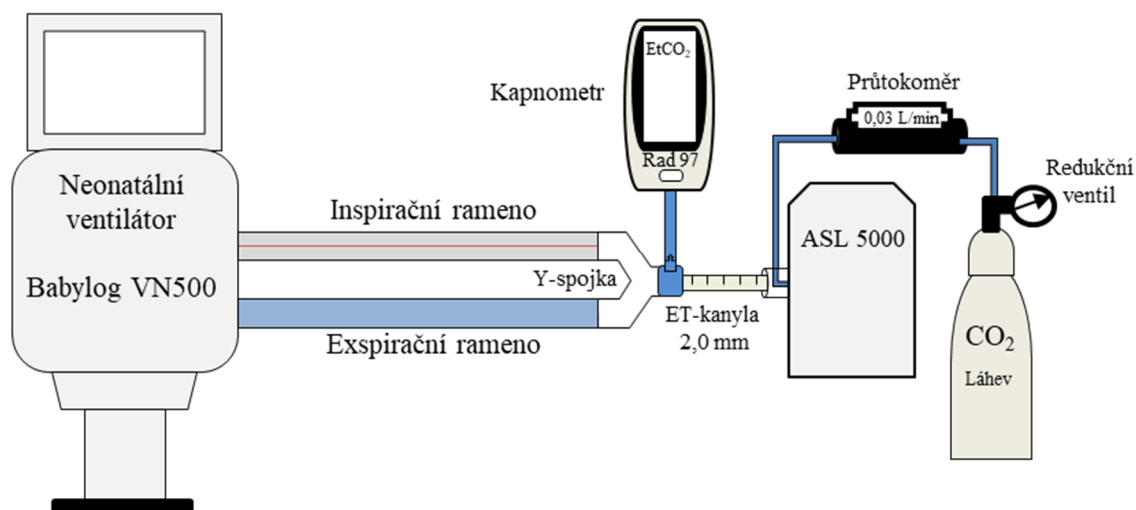 Neonatální
ventilátor
Babylog VN500
Inspirační rameno
Y-spojka
Exspirační rameno
Kapnometr
EtCO₂
Rad 97
ET-kanyla
2,0 mm
Průtokoměr
0,03 L/min
ASL 5000
Redukční
ventil
CO₂
Láhev